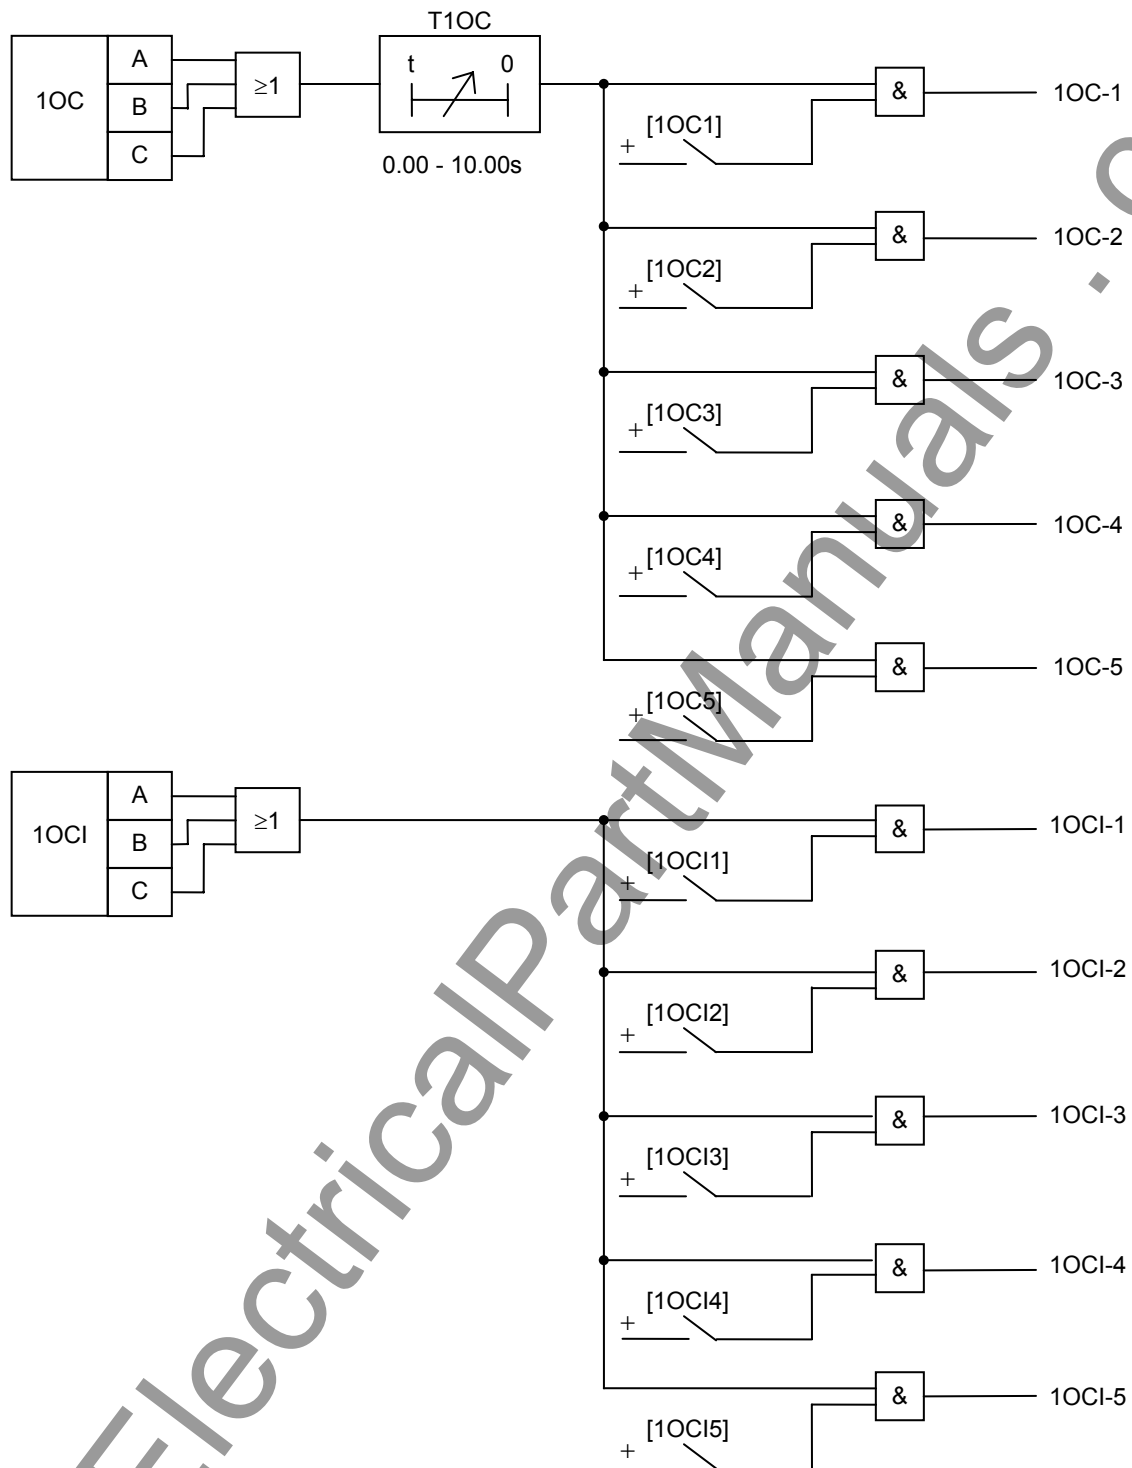 T1OC
1OC
A
B
C
≥1
t 0
0.00 - 10.00s
&
1OC-1
+ [1OC1]
&
1OC-2
+ [1OC2]
&
1OC-3
+ [1OC3]
&
1OC-4
+ [1OC4]
&
1OC-5
+ [1OC5]
1OCI
A
B
C
≥1
&
1OCI-1
+ [1OCI1]
&
1OCI-2
+ [1OCI2]
&
1OCI-3
+ [1OCI3]
&
1OCI-4
+ [1OCI4]
&
1OCI-5
+ [1OCI5]
ElectricalPartManuals .